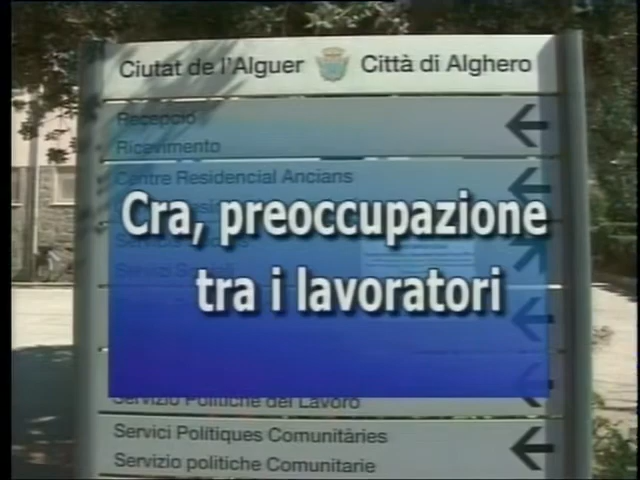 Ciutat de l'Alguer Città di Alghero
Recepció
Ricevimento
Centre Residencial Ancians
Cra, preoccupazione
tra i lavoratori
Servizio Politiche del Lavoro
Servici Polítiques Comunitàries
Servizio politiche Comunitarie